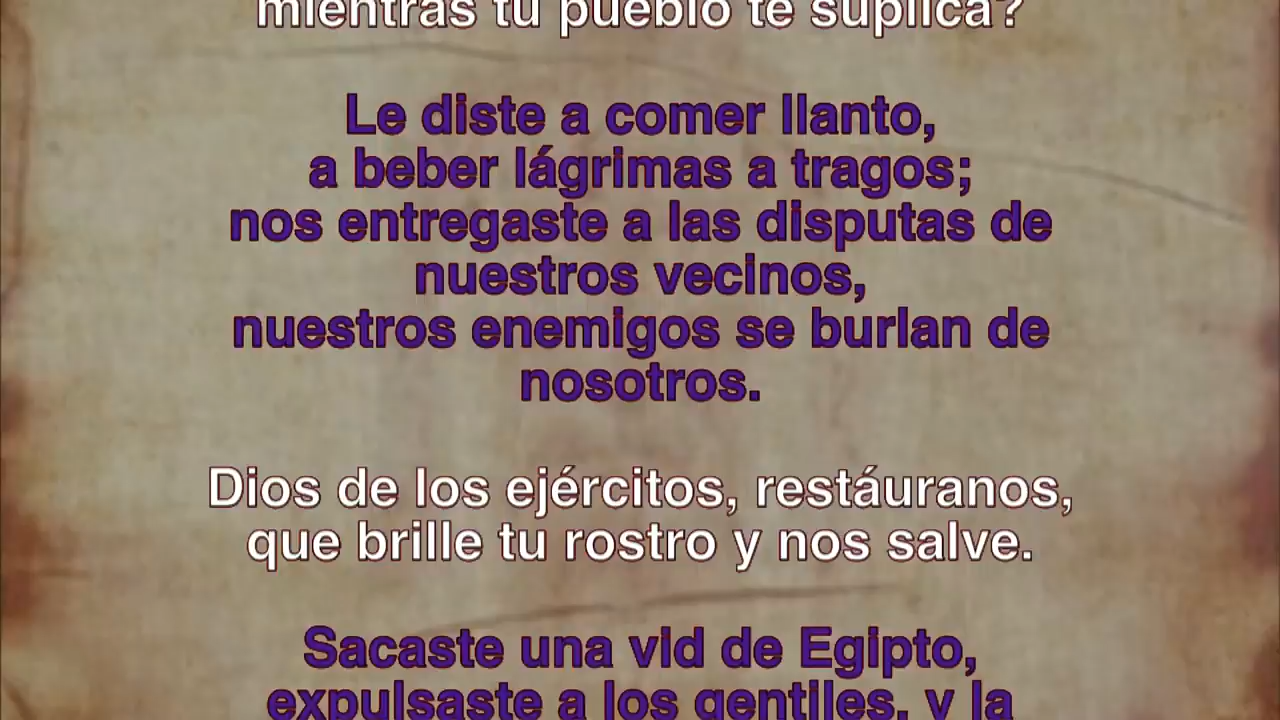 mientras tu pueblo te suplica?
Le diste a comer llanto,
a beber lágrimas a tragos;
nos entregaste a las disputas de
nuestros vecinos,
nuestros enemigos se burlan de
nosotros.
Dios de los ejércitos, restáuranos,
que brille tu rostro y nos salve.
Sacaste una vid de Egipto,
expulsaste a los gentiles, y la